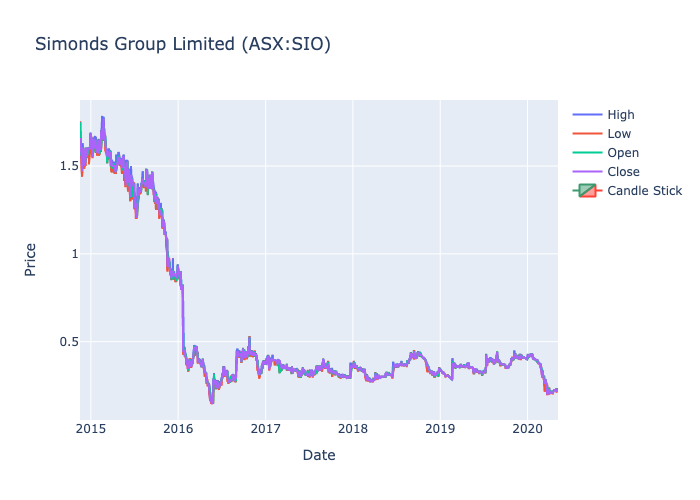 Simonds Group Limited (ASX:SIO)
High
Low
Open
Close
Candle Stick
1.5
1
0.5
Price
2015
2016
2017
2018
2019
2020
Date